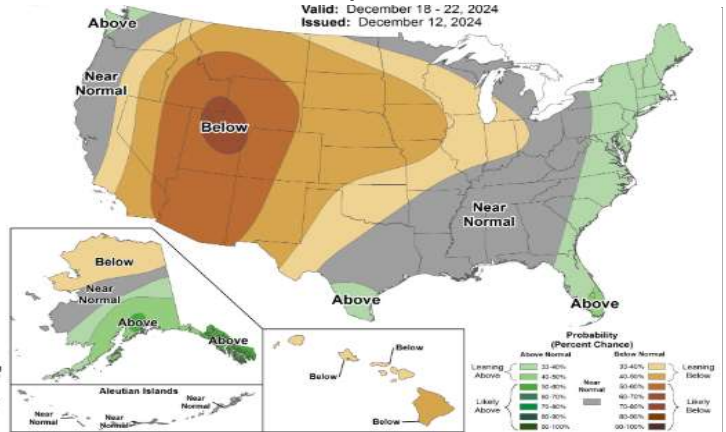 Valid: December 18 - 22, 2024
Issued: December 12, 2024
Above
Near
Normal
Below
Near
Normal
Above
Above
Below
Near
Normal
Above
Above
Aleutian Islands
Near
Normal
Near
Normal
Near
Normal
Below
Below
Below
Below
Probability
(Percent Chance)
Above Normal
Below Normal
Leaning
Above
33-40%
40-50%
Likely
Above
50-60%
60-70%
70-80%
80-90%
90-100%
Near
Normal
33-40%
40-50%
Leaning
Below
50-60%
60-70%
70-80%
80-90%
90-100%
Likely
Below